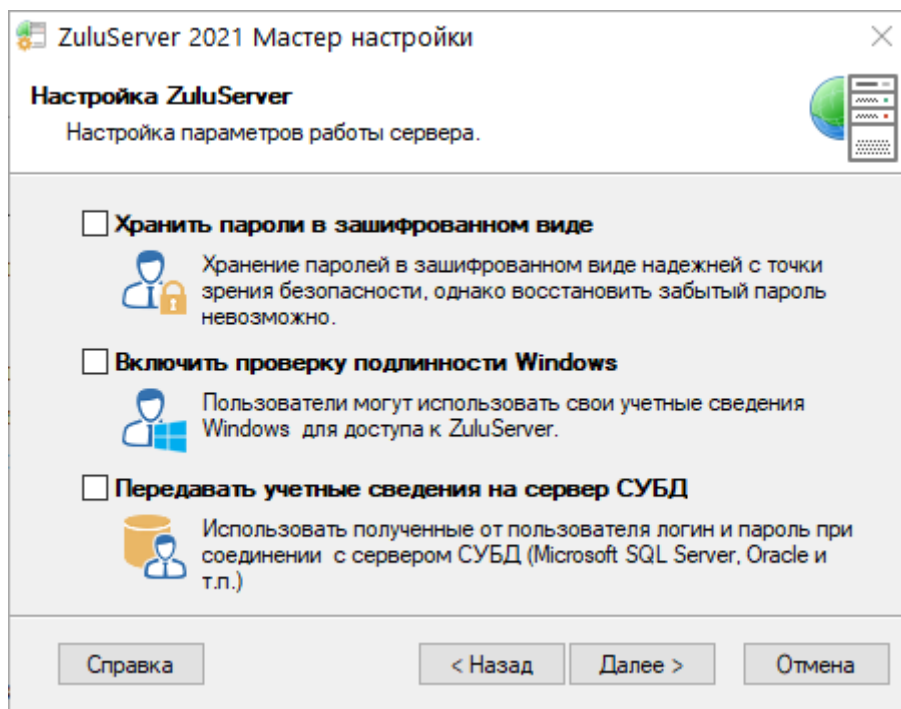 ZuluServer 2021 Мастер настройки
Настройка ZuluServer
Настройка параметров работы сервера.
Хранить пароли в зашифрованном виде
Хранение паролей в зашифрованном виде надежней с точки
зрения безопасности, однако восстановить забытый пароль
невозможно.
Включить проверку подлинности Windows
Пользователи могут использовать свои учетные сведения
Windows для доступа к ZuluServer.
Передавать учетные сведения на сервер СУБД
Использовать полученные от пользователя логин и пароль при
соединении с сервером СУБД (Microsoft SQL Server, Oracle и
т.п.)
Справка
< Назад
Далее >
Отмена